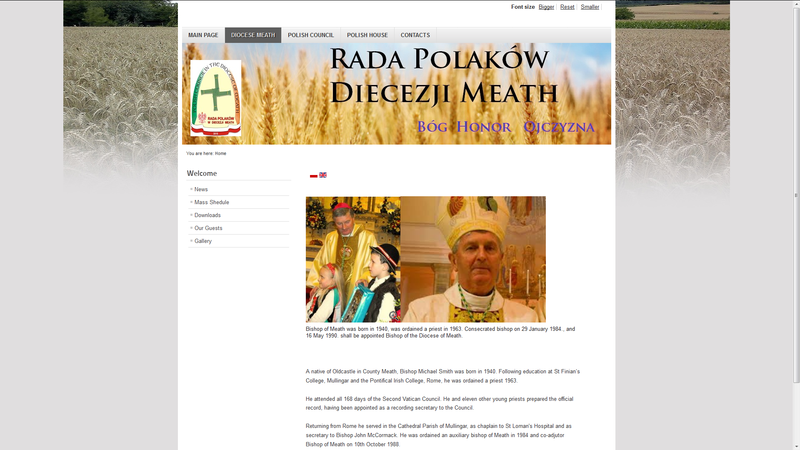 Font size Bigger Reset Smaller
MAIN PAGE DIOCESE MEATH POLISH COUNCIL POLISH HOUSE CONTACTS
RADA POLAKÓW
DIECEZJI MEATH
BÓG HONOR OJCZYZNA
RADA POLAKÓW
W DIECEZJI MEATH
You are here: Home
Welcome
News
Mass Shedule
Downloads
Our Guests
Gallery
Bishop of Meath was born in 1940, was ordained a priest in 1963. Consecrated bishop on 29 January 1984 , and
16 May 1990 shall be appointed Bishop of the Diocese of Meath.
A native of Oldcastle in County Meath, Bishop Michael Smith was born in 1940. Following education at St Finian's
College, Mullingar and the Pontifical Irish College, Rome, he was ordained a priest 1963.
He attended all 168 days of the Second Vatican Council. He and eleven other young priests prepared the official
record, having been appointed as a recording secretary to the Council.
Returning from Rome he served in the Cathedral Parish of Mullingar, as chaplain to St Loman's Hospital and as
secretary to Bishop John McCormack. He was ordained an auxiliary bishop of Meath in 1984 and co-adjutor
Bishop of Meath on 10th October 1988.